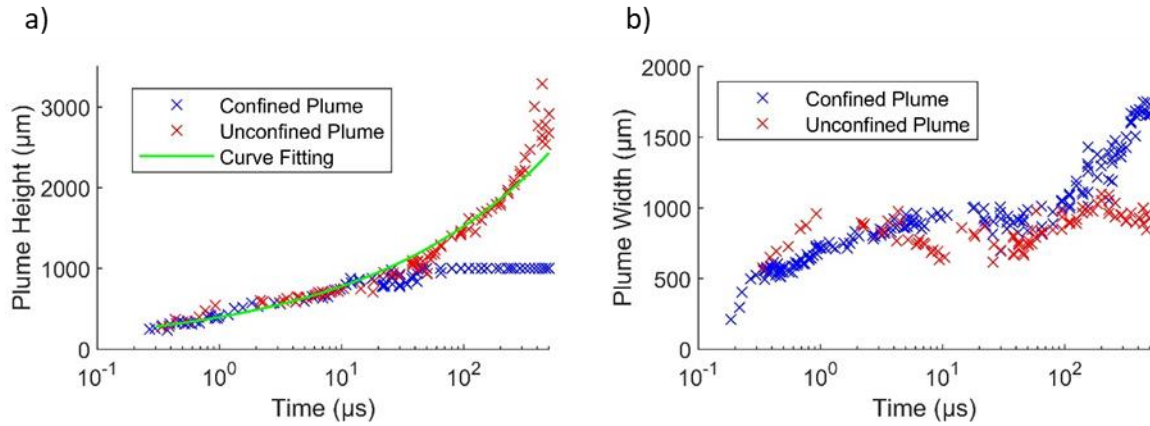 a)
Plume Height (µm)
3000
2000
1000
0
Confined Plume
Unconfined Plume
Curve Fitting
10-1
100
101
102
Time (µs)
b)
Plume Width (µm)
2000
1500
1000
500
0
Confined Plume
Unconfined Plume
10-1
100
101
102
Time (µs)